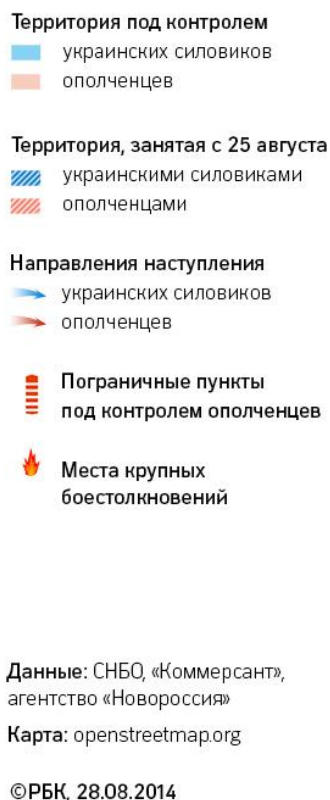 Территория под контролем
украинских силовиков
ополченцев
Территория, занятая с 25 августа
украинскими силовиками
ополченцами
Направления наступления
украинских силовиков
ополченцев
Пограничные пункты
под контролем ополченцев
Места крупных
боестолкновений
Данные: СНБО, «Коммерсант»,
агентство «Новороссия»
Карта: openstreetmap.org
©РБК, 28.08.2014